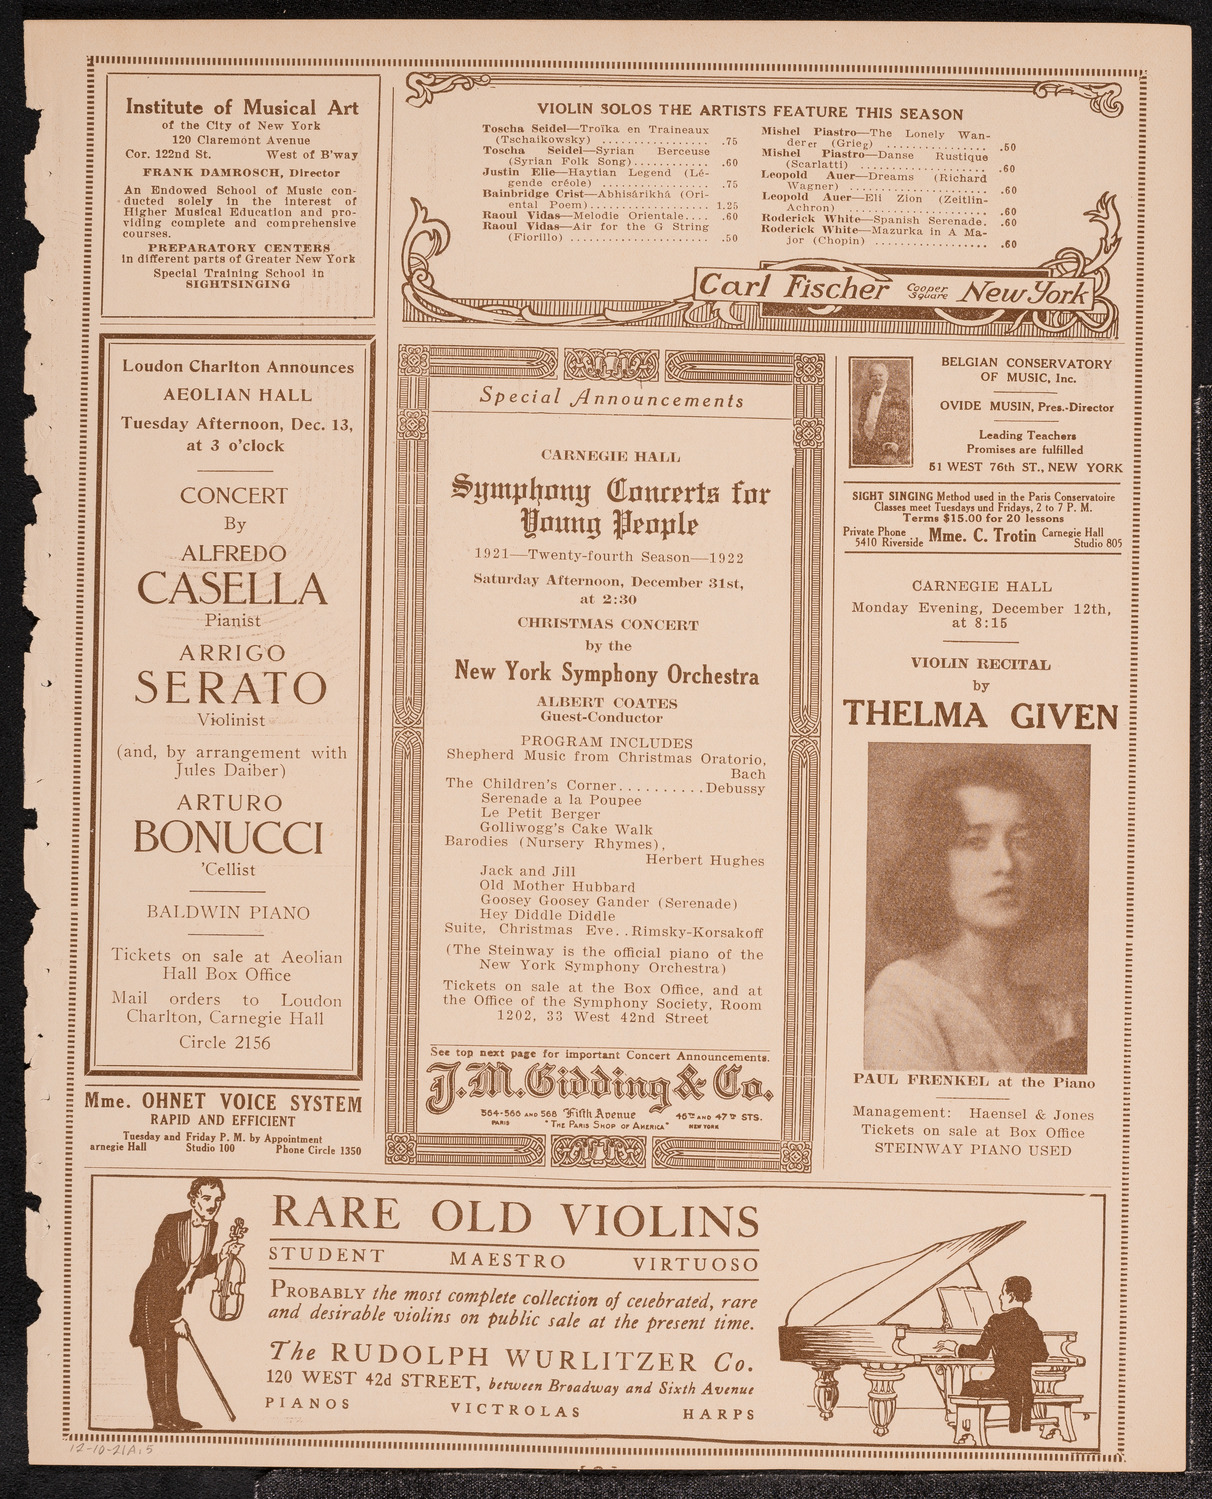 Institute of Musical Art
of the City of New York
120 Claremont Avenue
Cor. 122nd St. West of B'way
FRANK DAMROSCH, Director
An Endowed School of Music con-
ducted solely in the interest of
Higher Musical Education and pro-
viding complete and comprehensive
courses.
PREPARATORY CENTERS
in different parts of Greater New York
Special Training School in
SIGHTSINGING
VIOLIN SOLOS THE ARTISTS FEATURE THIS SEASON
Toscha Seidel—Troïka en Traineaux
(Tschaikowsky) .................. .75
Toscha Seidel—Syrian Berceuse
(Syrian Folk Song)............. .60
Justin Elie—Haytian Legend (Lé-
gende créole) .................. .75
Bainbridge Crist—Abhisárikhá (Ori-
ental Poem).................... 1.25
Raoul Vidas—Melodie Orientale.... .60
Raoul Vidas—Air for the G String
(Fiorillo) ....................... .50
Mishel Piastro—The Lonely Wan-
derer (Grieg) ..................... .50
Mishel Piastro—Danse Rustique
(Scarlatti) ..................... .60
Leopold Auer—Dreams (Richard
Wagner) ....................... .60
Leopold Auer—Eli Zion (Zeitlin-
Achron) ....................... .60
Roderick White—Spanish Serenade. .60
Roderick White—Mazurka in A Ma-
jor (Chopin) ................... .60
Carl Fischer Cooper Square New York
Loudon Charlton Announces
AEOLIAN HALL
Tuesday Afternoon, Dec. 13,
at 3 o'clock
CONCERT
By
ALFREDO
CASELLA
Pianist
ARRIGO
SERATO
Violinist
(and, by arrangement with
Jules Daiber)
ARTURO
BONUCCI
'Cellist
BALDWIN PIANO
Tickets on sale at Aeolian
Hall Box Office
Mail orders to Loudon
Charlton, Carnegie Hall
Circle 2156
Mme. OHNET VOICE SYSTEM
RAPID AND EFFICIENT
Tuesday and Friday P. M. by Appointment
arnegie Hall Studio 100 Phone Circle 1350
Special Announcements
CARNEGIE HALL
Symphony Concerts for
Young People
1921—Twenty-fourth Season—1922
Saturday Afternoon, December 31st,
at 2:30
CHRISTMAS CONCERT
by the
New York Symphony Orchestra
ALBERT COATES
Guest-Conductor
PROGRAM INCLUDES
Shepherd Music from Christmas Oratorio,
Bach
The Children's Corner..........Debussy
Serenade a la Poupee
Le Petit Berger
Golliwogg's Cake Walk
Barodies (Nursery Rhymes),
Herbert Hughes
Jack and Jill
Old Mother Hubbard
Goosey Goosey Gander (Serenade)
Hey Diddle Diddle
Suite, Christmas Eve..Rimsky-Korsakoff
(The Steinway is the official piano of the
New York Symphony Orchestra)
Tickets on sale at the Box Office, and at
the Office of the Symphony Society, Room
1202, 33 West 42nd Street
See top next page for important Concert Announcements.
J.M. Gidding & Co.
564-566 AND 568 Fifth Avenue 46TH AND 47TH STS.
PARIS "THE PARIS SHOP OF AMERICA" NEW YORK
BELGIAN CONSERVATORY
OF MUSIC, Inc.
OVIDE MUSIN, Pres.-Director
Leading Teachers
Promises are fulfilled
51 WEST 76th ST., NEW YORK
SIGHT SINGING Method used in the Paris Conservatoire
Classes meet Tuesdays und Fridays, 2 to 7 P. M.
Terms $15.00 for 20 lessons
Private Phone 5410 Riverside Mme. C. Trotin Carnegie Hall Studio 805
CARNEGIE HALL
Monday Evening, December 12th,
at 8:15
VIOLIN RECITAL
by
THELMA GIVEN
PAUL FRENKEL at the Piano
Management: Haensel & Jones
Tickets on sale at Box Office
STEINWAY PIANO USED
RARE OLD VIOLINS
STUDENT MAESTRO VIRTUOSO
PROBABLY the most complete collection of celebrated, rare
and desirable violins on public sale at the present time.
The RUDOLPH WURLITZER Co.
120 WEST 42d STREET, between Broadway and Sixth Avenue
PIANOS VICTROLAS HARPS
12-10-21A:5